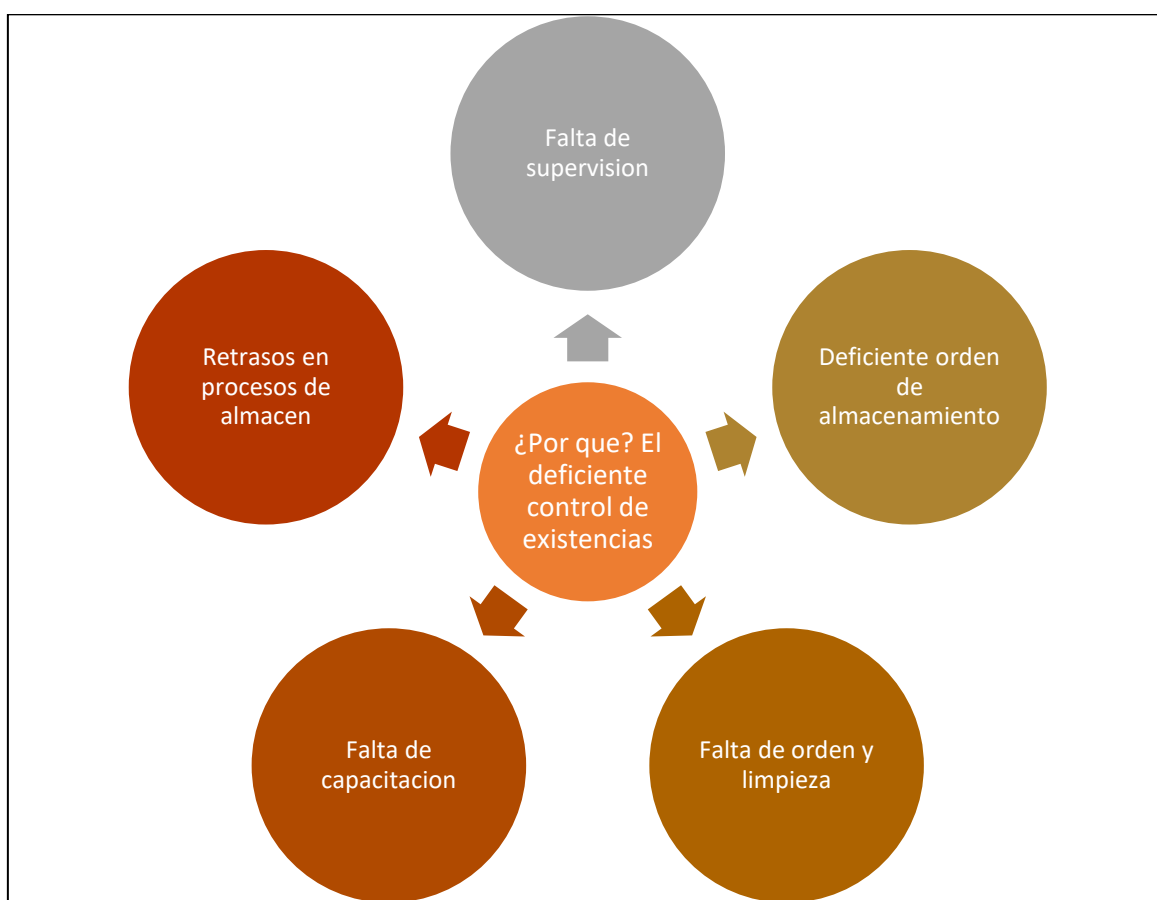 Falta de
supervision
Retrasos en
procesos de
almacen
Deficiente orden
de
almacenamiento
¿Por que? El
deficiente
control de
existencias
Falta de
capacitacion
Falta de orden y
limpieza